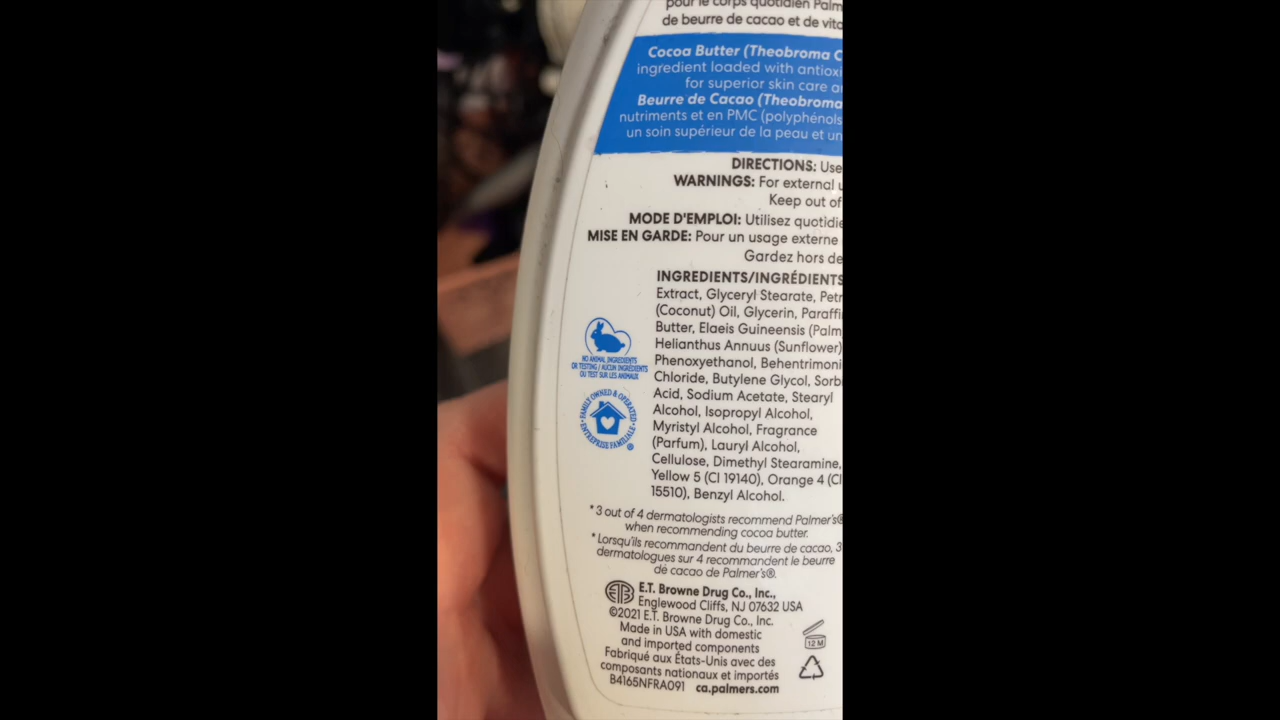 pour le corps quotidien Palm
de beurre de cacao et de vita
Cocoa Butter (Theobroma C
ingredient loaded with antioxi
for superior skin care a
Beurre de Cacao (Theobroma
nutriments et en PMC (polyphénols
un soin supérieur de la peau et un
DIRECTIONS: Use
WARNINGS: For external u
Keep out of
MODE D'EMPLOI: Utilisez quotidie
MISE EN GARDE: Pour un usage externe
Gardez hors de
INGREDIENTS/INGRÉDIENTS
Extract, Glyceryl Stearate, Petr
(Coconut) Oil, Glycerin, Paraffi
Butter, Elaeis Guineensis (Palm
Helianthus Annuus (Sunflower)
Phenoxyethanol, Behentrimoni
Chloride, Butylene Glycol, Sorb
Acid, Sodium Acetate, Stearyl
Alcohol, Isopropyl Alcohol,
Myristyl Alcohol, Fragrance
(Parfum), Lauryl Alcohol,
Cellulose, Dimethyl Stearamine,
Yellow 5 (CI 19140), Orange 4 (CI
15510), Benzyl Alcohol.
NO ANIMAL INGREDIENTS
OR TESTING / AUCUN INGRÉDIENTS
OU TEST SUR LES ANIMAUX
FAMILY OWNED & OPERATED
• ENTREPRISE FAMILIALE •
®
* 3 out of 4 dermatologists recommend Palmer's®
when recommending cocoa butter.
* Lorsqu'ils recommandent du beurre de cacao, 3
dermatologues sur 4 recommandent le beurre
de cacao de Palmer's®.
ETB
E.T. Browne Drug Co., Inc.,
Englewood Cliffs, NJ 07632 USA
©2021 E.T. Browne Drug Co., Inc.
Made in USA with domestic
and imported components
Fabriqué aux États-Unis avec des
composants nationaux et importés
B4165NFRA091 ca.palmers.com
12 M